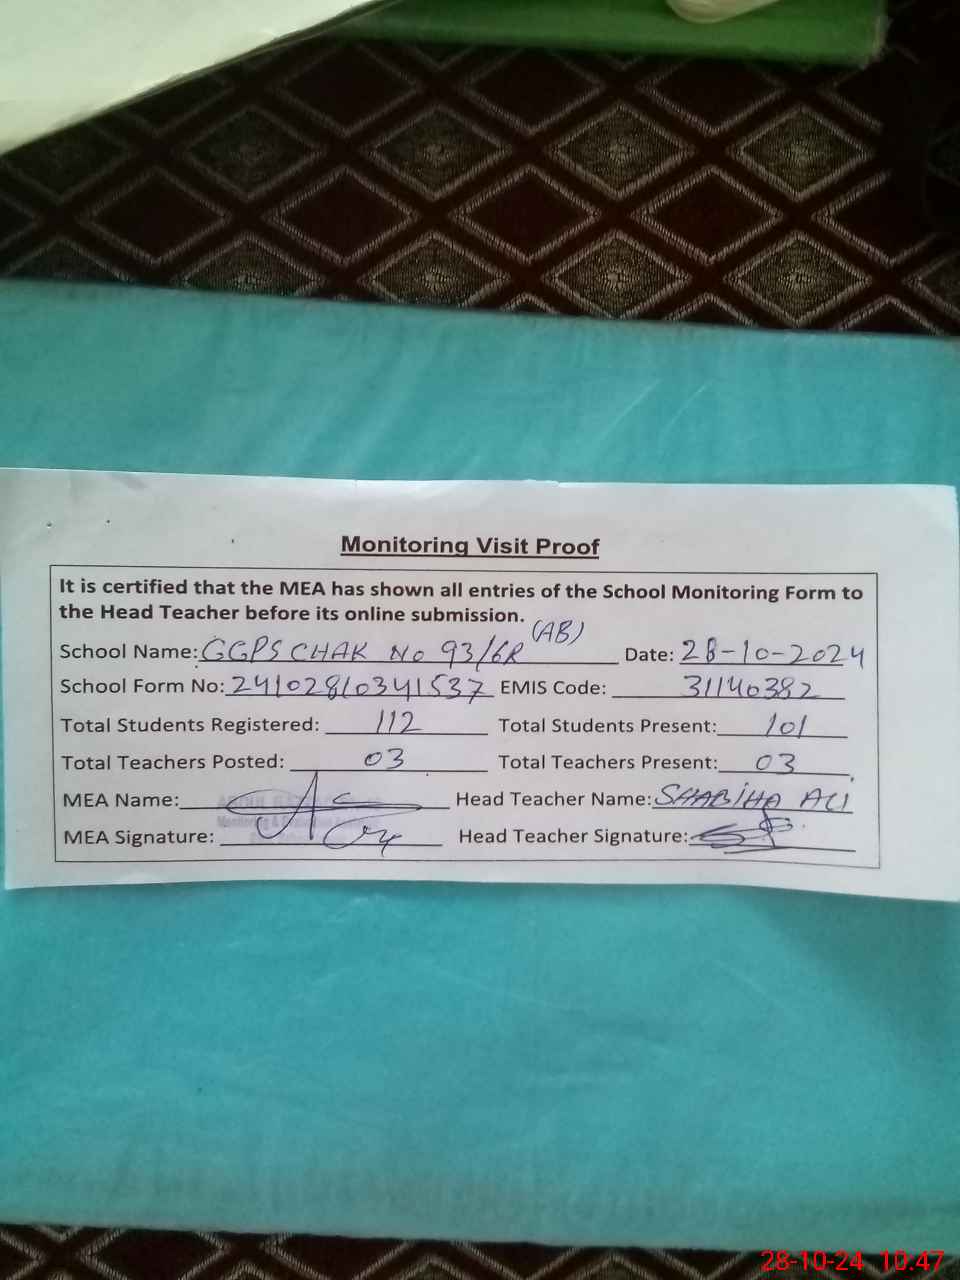 Monitoring Visit Proof
It is certified that the MEA has shown all entries of the School Monitoring Form to
the Head Teacher before its online submission.
School Name: GGPS CHAK No 93/6R (AB) Date: 28-10-2024
School Form No: 24102810341537 EMIS Code: 31140382
Total Students Registered: 112 Total Students Present: 101
Total Teachers Posted: 03 Total Teachers Present: 03
MEA Name: Head Teacher Name: SHABIHA ALI
MEA Signature: Head Teacher Signature:
28-10-24 10:47